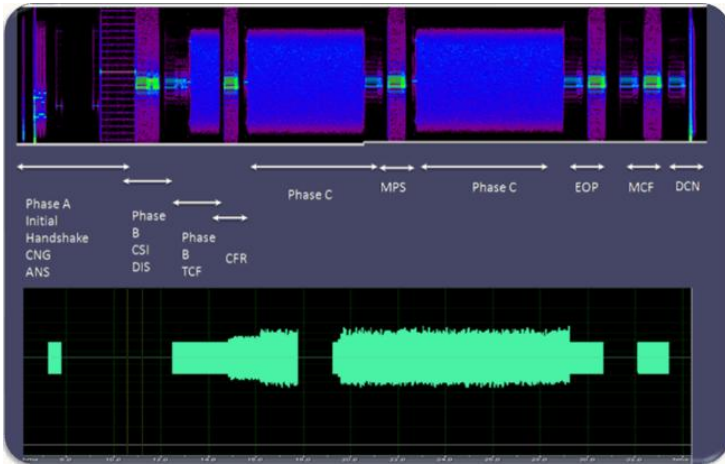 Phase C
MPS
Phase C
EOP
MCF
DCN
Phase A
Initial
Handshake
CNG
ANS
Phase
B
CSI
DIS
Phase
B
TCF
CFR